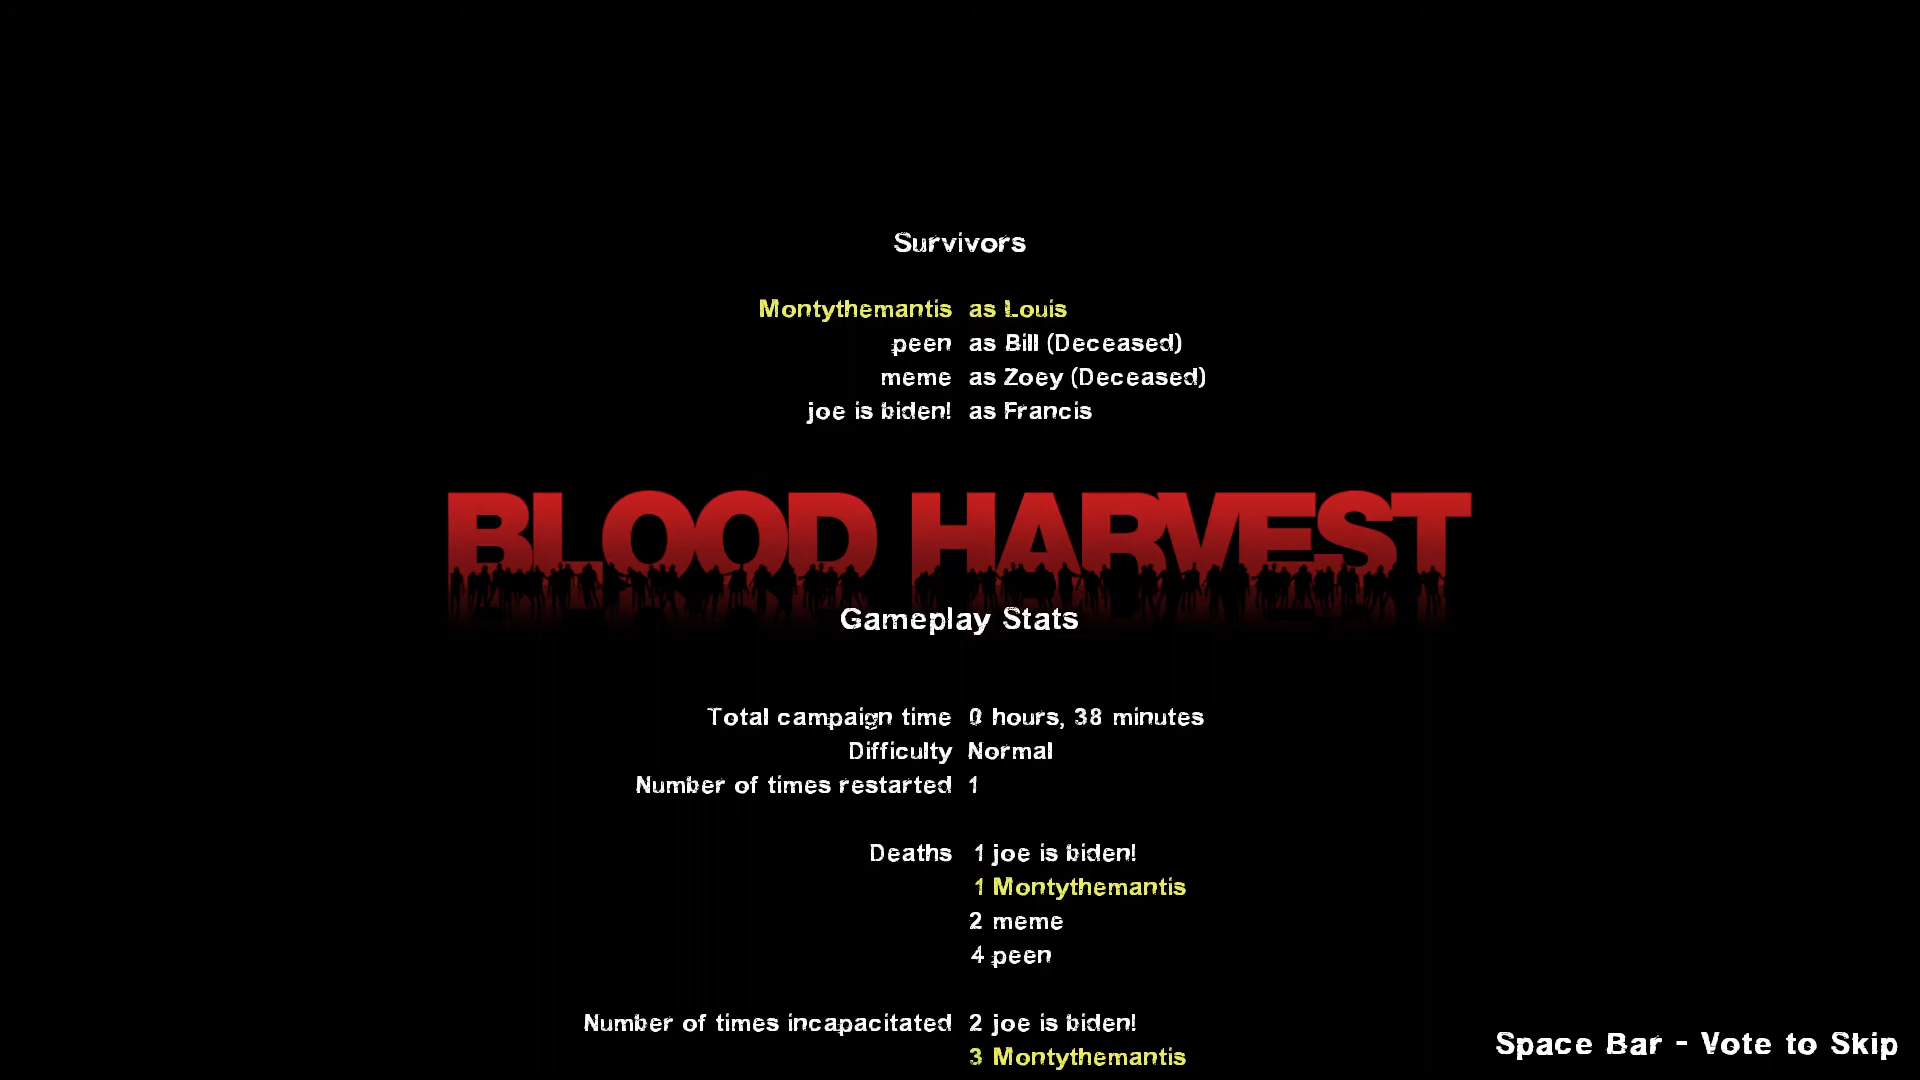 Survivors
Montythemantis as Louis
peen as Bill (Deceased)
meme as Zoey (Deceased)
joe is biden! as Francis
BLOOD HARVEST
Gameplay Stats
Total campaign time 0 hours, 38 minutes
Difficulty Normal
Number of times restarted 1
Deaths 1 joe is biden!
1 Montythemantis
2 meme
4 peen
Number of times incapacitated 2 joe is biden!
3 Montythemantis
Space Bar - Vote to Skip